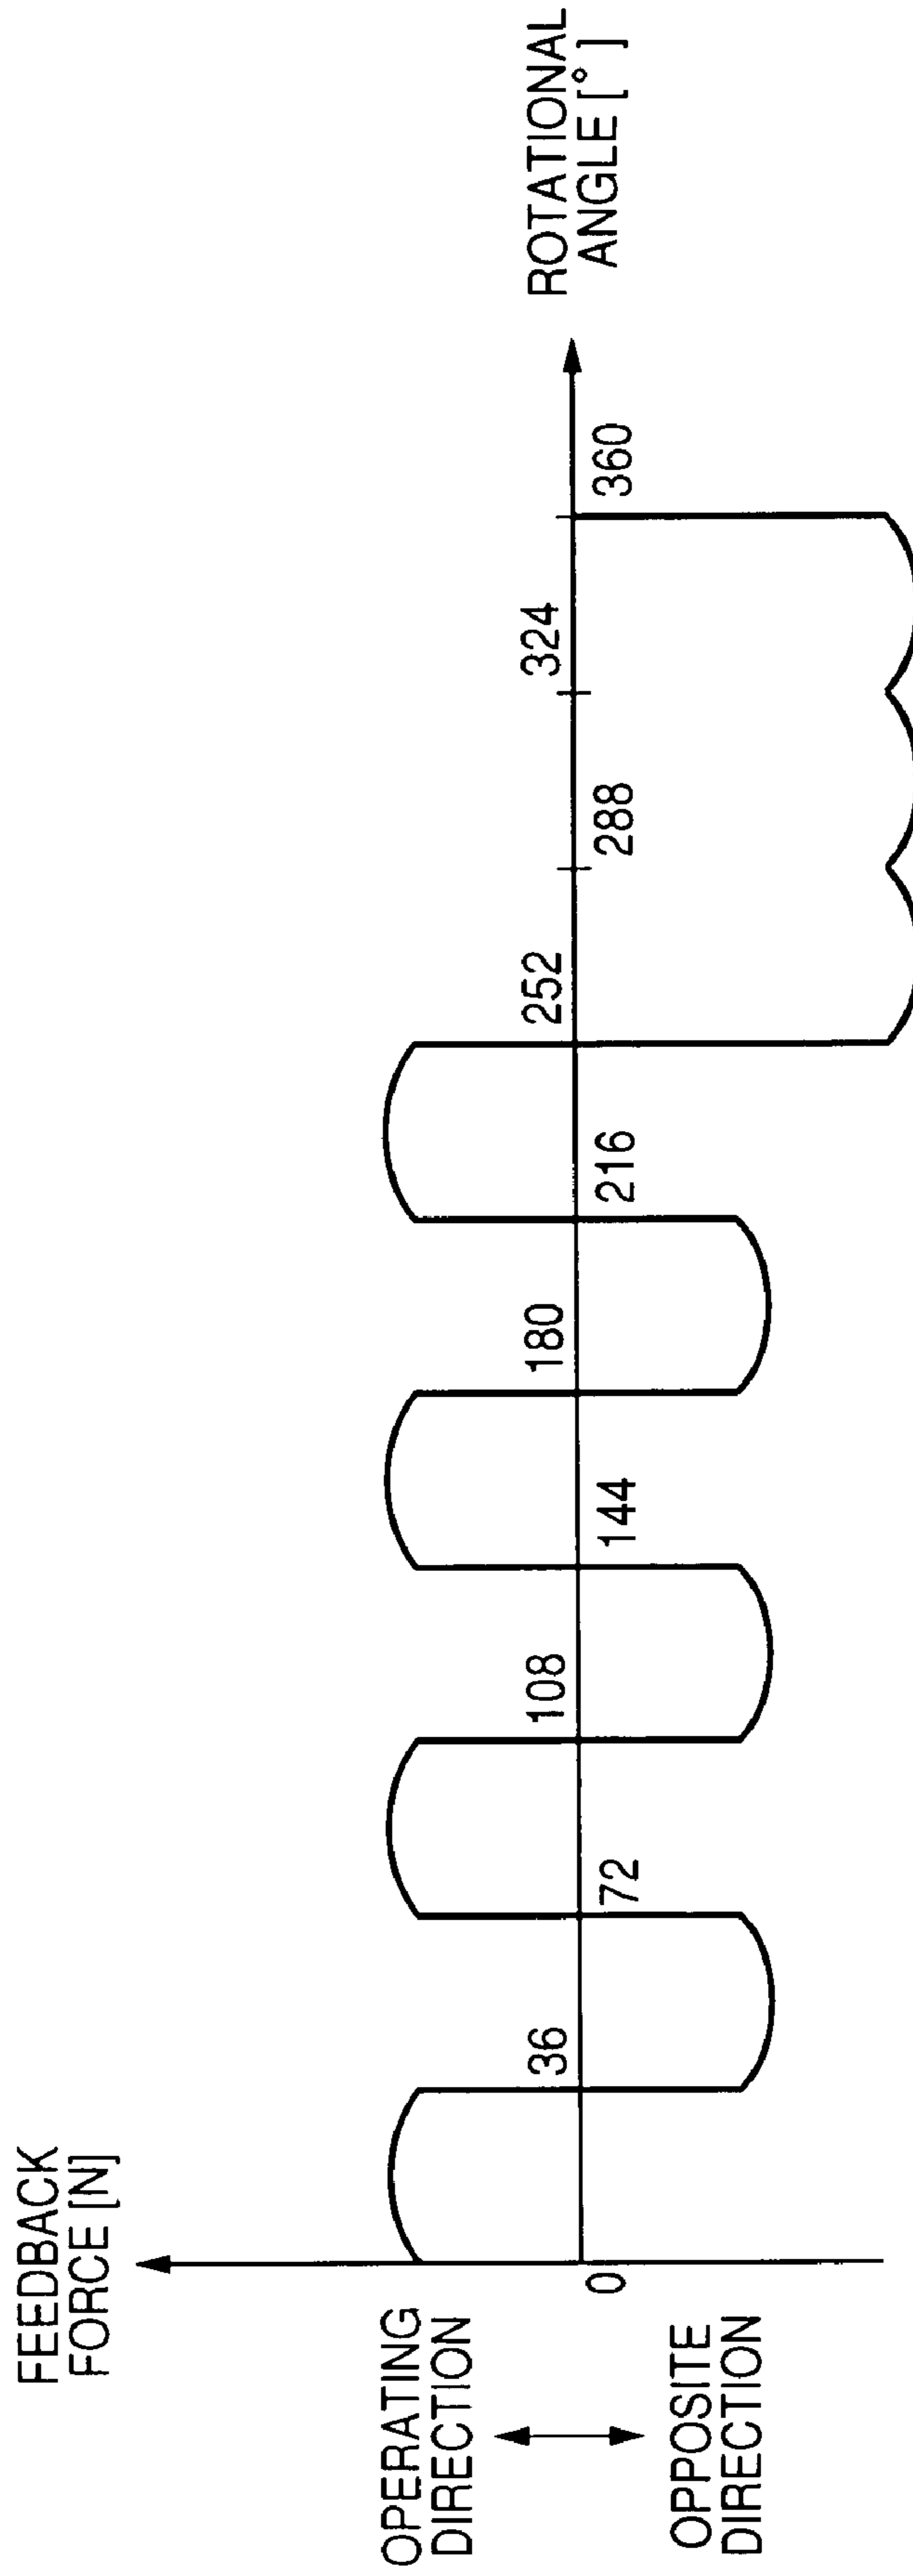 FEEDBACK
FORCE [N]
OPERATING
DIRECTION
OPPOSITE
DIRECTION
0
36
72
108
144
180
216
252
288
324
360
ROTATIONAL
ANGLE [°]